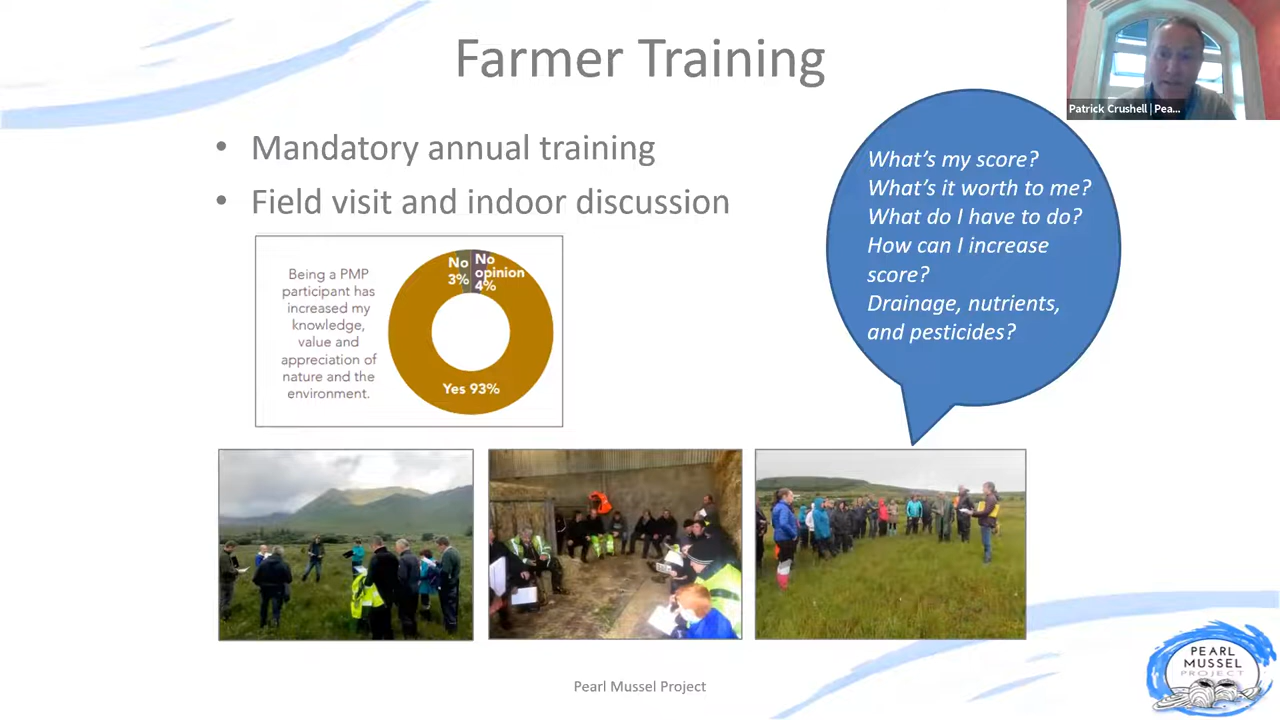 Farmer Training
Patrick Crushell | Pea...
• Mandatory annual training
• Field visit and indoor discussion
What's my score?
What's it worth to me?
What do I have to do?
How can I increase
score?
Drainage, nutrients,
and pesticides?
Being a PMP
participant has
increased my
knowledge,
value and
appreciation of
nature and the
environment.
No
3%
No
opinion
4%
Yes 93%
Pearl Mussel Project
PEARL
MUSSEL
PROJECT